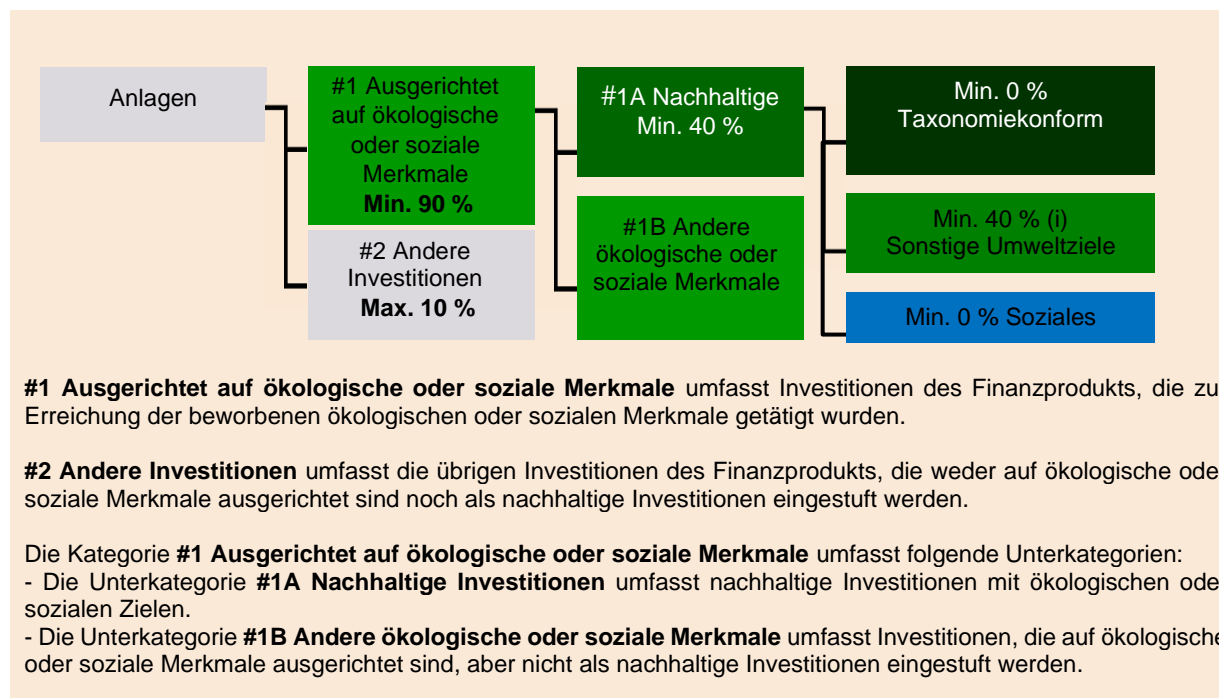 Anlagen
#1 Ausgerichtet
auf ökologische
oder soziale
Merkmale
Min. 90 %
#2 Andere
Investitionen
Max. 10 %
#1A Nachhaltige
Min. 40 %
#1B Andere
ökologische oder
soziale Merkmale
Min. 0 %
Taxonomiekonform
Min. 40 % (i)
Sonstige Umweltziele
Min. 0 % Soziales
#1 Ausgerichtet auf ökologische oder soziale Merkmale umfasst Investitionen des Finanzprodukts, die zu
Erreichung der beworbenen ökologischen oder sozialen Merkmale getätigt wurden.
#2 Andere Investitionen umfasst die übrigen Investitionen des Finanzprodukts, die weder auf ökologische ode
soziale Merkmale ausgerichtet sind noch als nachhaltige Investitionen eingestuft werden.
Die Kategorie #1 Ausgerichtet auf ökologische oder soziale Merkmale umfasst folgende Unterkategorien:
- Die Unterkategorie #1A Nachhaltige Investitionen umfasst nachhaltige Investitionen mit ökologischen ode
sozialen Zielen.
- Die Unterkategorie #1B Andere ökologische oder soziale Merkmale umfasst Investitionen, die auf ökologische
oder soziale Merkmale ausgerichtet sind, aber nicht als nachhaltige Investitionen eingestuft werden.